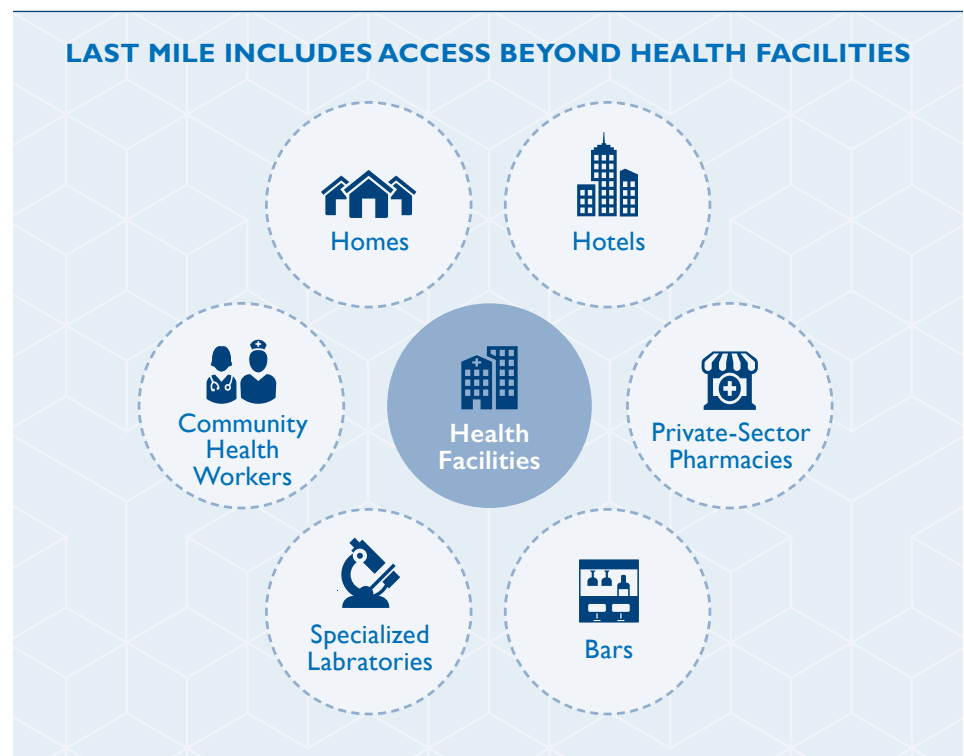 LAST MILE INCLUDES ACCESS BEYOND HEALTH FACILITIES
Homes
Hotels
Community
Health
Workers
Health
Facilities
Private-Sector
Pharmacies
Specialized
Labratories
Bars